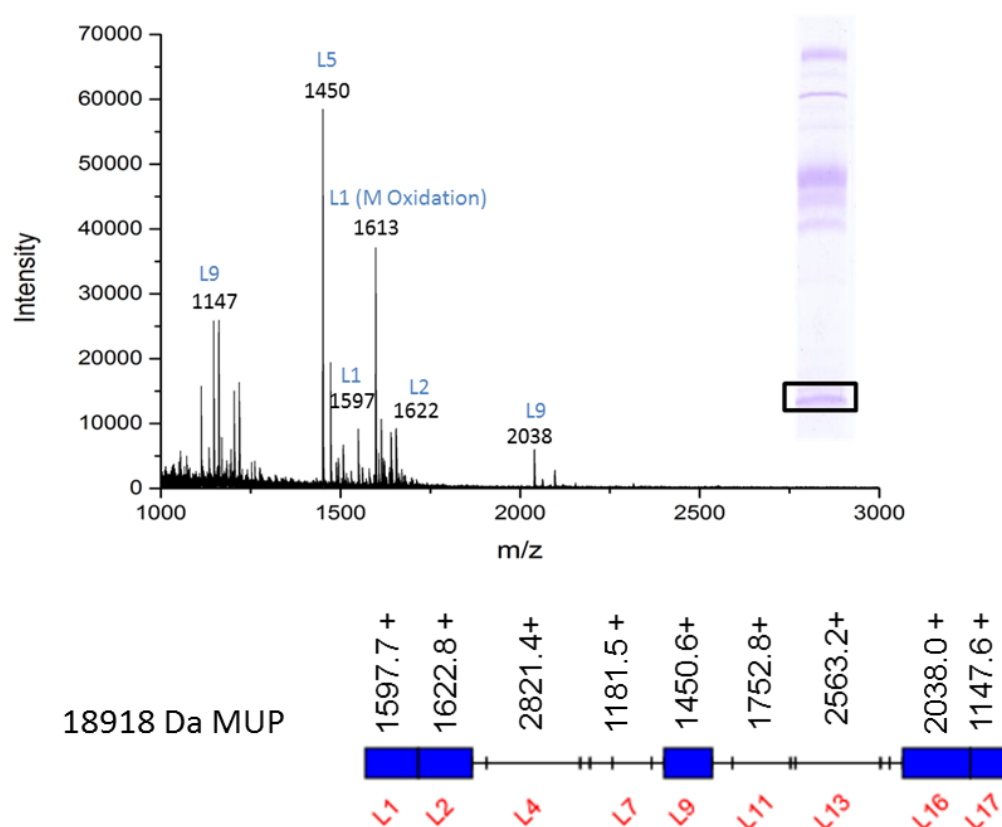 70000
L5
1450
60000
50000
L1 (M Oxidation)
1613
40000
Intensity
L9
1147
30000
20000
L1
1597
L2
1622
L9
2038
10000
0
1000
1500
2000
2500
3000
m/z
1597.7 +
1622.8 +
2821.4+
1181.5 +
1450.6+
1752.8+
2563.2+
2038.0 +
1147.6 +
18918 Da MUP
L1
L2
L4
L7
L9
L11
L13
L16
L17